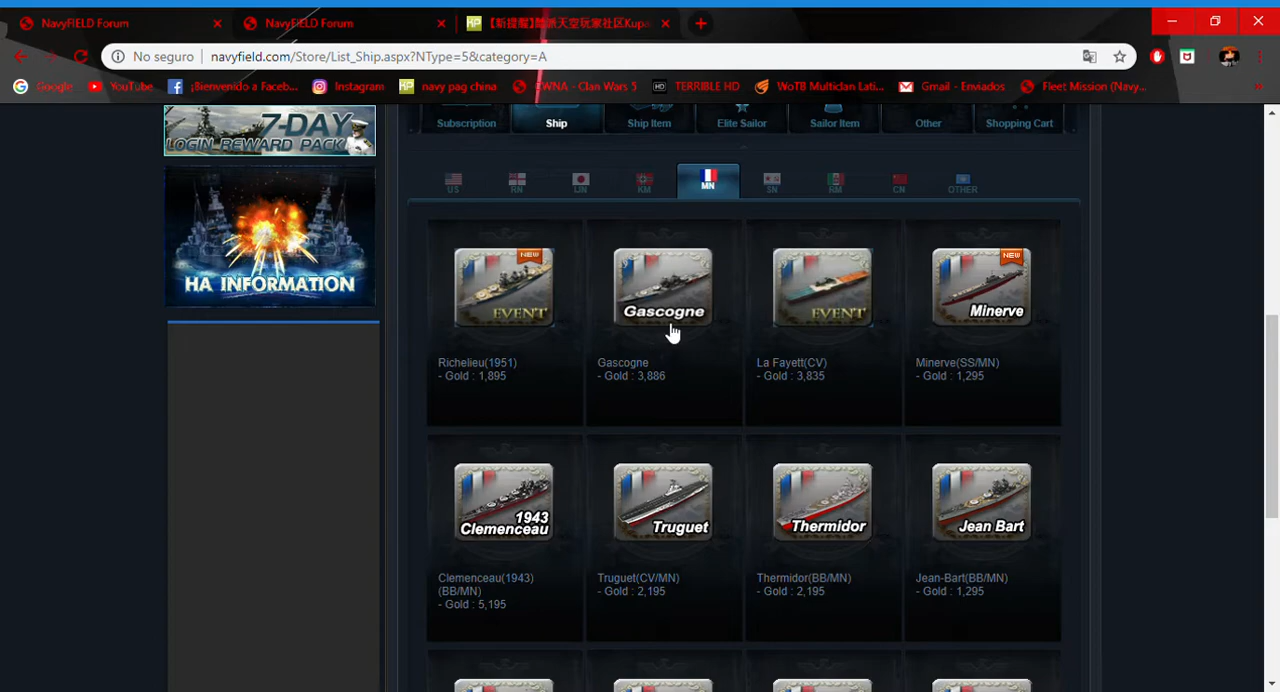 NavyFIELD Forum
NavyFIELD Forum
No seguro
navyfield.com/Store/List_Ship.aspx?NType=5&category=A
Google
YouTube
¡Bienvenido a Faceb...
Instagram
navy pag china
CWNA - Clan Wars 5
TERRIBLE HD
WoTB Multiclan Lati...
Gmail - Enviados
Fleet Mission (Navy...
7-DAY
LOGIN REWARD PACK
HA INFORMATION
Subscription
Ship
Ship Item
Elite Sailor
Sailor Item
Other
Shopping Cart
US
RN
IJN
KM
MN
SN
RM
CN
OTHER
NEW
EVENT
Gascogne
EVENT
NEW
Minerve
Richelieu(1951)
- Gold : 1,895
Gascogne
- Gold : 3,886
La Fayett(CV)
- Gold : 3,835
Minerve(SS/MN)
- Gold : 1,295
1943
Clemenceau
Truguet
Thermidor
Jean Bart
Clemenceau(1943)
(BB/MN)
- Gold : 5,195
Truguet(CV/MN)
- Gold : 2,195
Thermidor(BB/MN)
- Gold : 2,195
Jean-Bart(BB/MN)
- Gold : 1,295